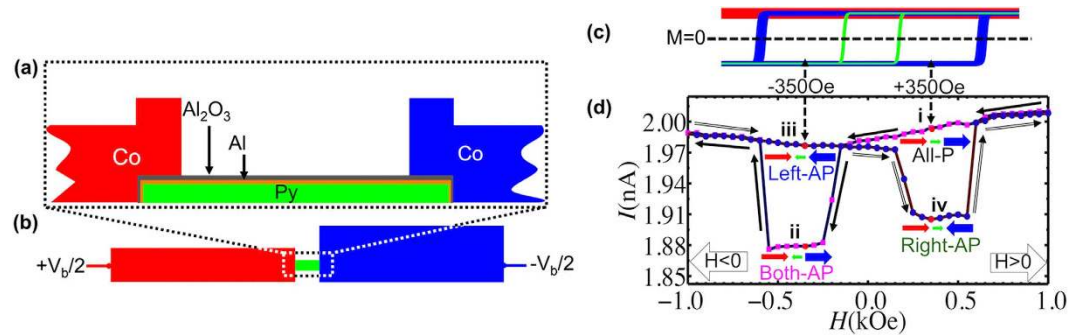 (a)
Al₂O₃
Co
Al
Co
Py
(b)
+V_b/2
-V_b/2
(c)
M=0
-350Oe
+350Oe
(d)
I(nA)
2.00
1.97
1.94
1.91
1.88
1.85
iii
i
All-P
Left-AP
iv
ii
Right-AP
Both-AP
H<0
H>0
-1.0
-0.5
0.0
0.5
1.0
H(kOe)